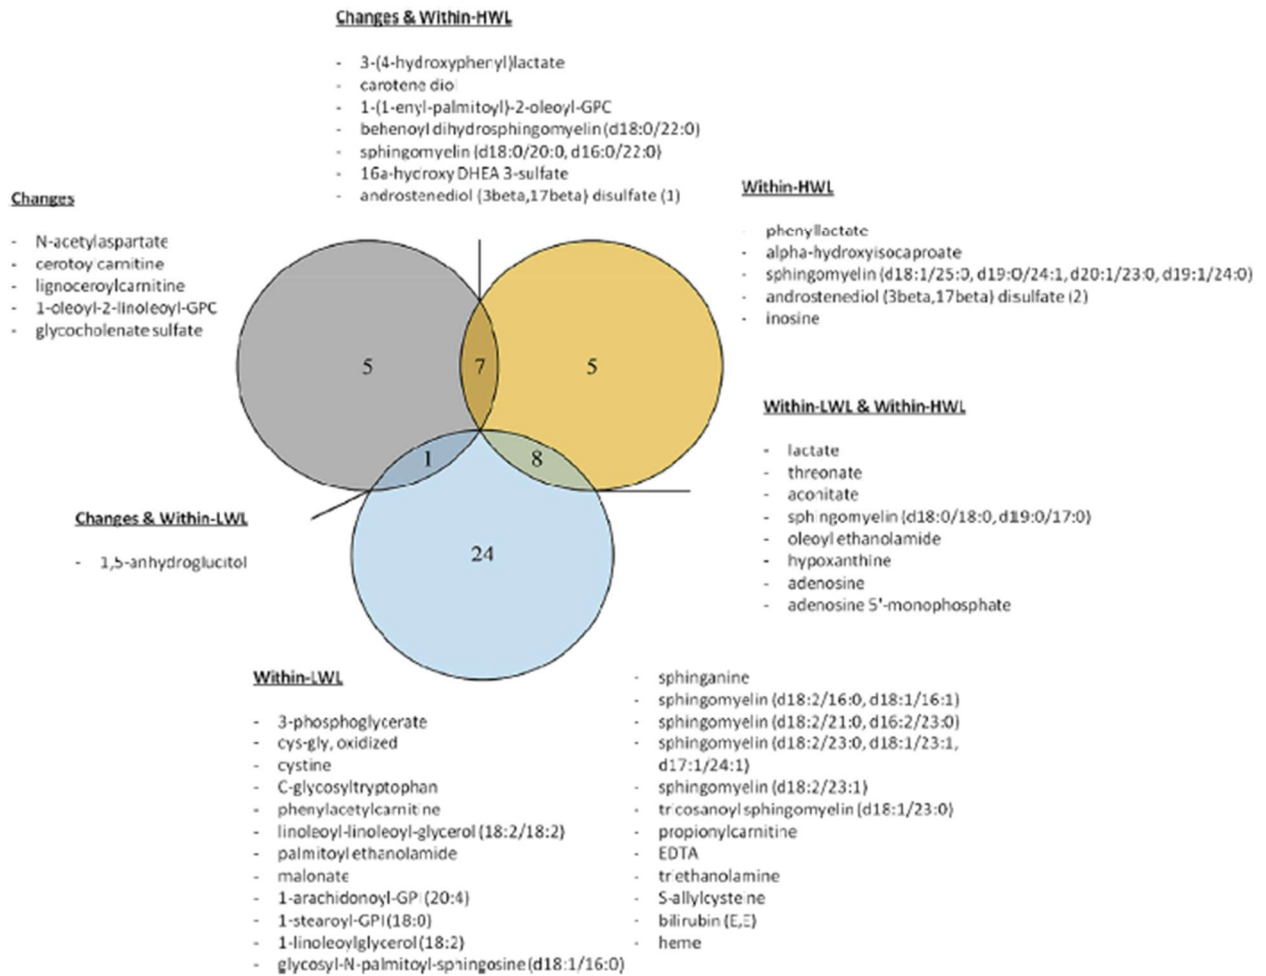 Changes & Within-HWL
- 3-(4-hydroxyphenyl)lactate
- carotene diol
- 1-(1-enyl-palmitoyl)-2-oleoyl-GPC
- behenoyl dihydrosphingomyelin (d18:0/22:0)
- sphingomyelin (d18:0/20:0, d16:0/22:0)
- 16a-hydroxy DHEA 3-sulfate
- androstenediol (3beta,17beta) disulfate (1)
Changes
- N-acetylaspartate
- cerotoylcarnitine
- lignoceroylcarnitine
- 1-oleoyl-2-linoleoyl-GPC
- glycocholenate sulfate
Within-HWL
- phenyllactate
- alpha-hydroxyisocaproate
- sphingomyelin (d18:1/25:0, d19:0/24:1, d20:1/23:0, d19:1/24:0)
- androstenediol (3beta,17beta) disulfate (2)
- inosine
5
7
5
1
8
24
Within-LWL & Within-HWL
- lactate
- threonate
- aconitate
- sphingomyelin (d18:0/18:0, d19:0/17:0)
- oleoyl ethanolamide
- hypoxanthine
- adenosine
- adenosine 5'-monophosphate
Changes & Within-LWL
- 1,5-anhydroglucitol
Within-LWL
- 3-phosphoglycerate
- cys-gly, oxidized
- cystine
- C-glycosyltryptophan
- phenylacetylcarnitine
- linoleoyl-linoleoyl-glycerol (18:2/18:2)
- palmitoyl ethanolamide
- malonate
- 1-arachidonoyl-GPI (20:4)
- 1-stearoyl-GPI (18:0)
- 1-linoleoylglycerol (18:2)
- glycosyl-N-palmitoyl-sphingosine (d18:1/16:0)
- sphinganine
- sphingomyelin (d18:2/16:0, d18:1/16:1)
- sphingomyelin (d18:2/21:0, d16:2/23:0)
- sphingomyelin (d18:2/23:0, d18:1/23:1,
d17:1/24:1)
- sphingomyelin (d18:2/23:1)
- tricosanoyl sphingomyelin (d18:1/23:0)
- propionylcarnitine
- EDTA
- triethanolamine
- S-allylcysteine
- bilirubin (E,E)
- heme